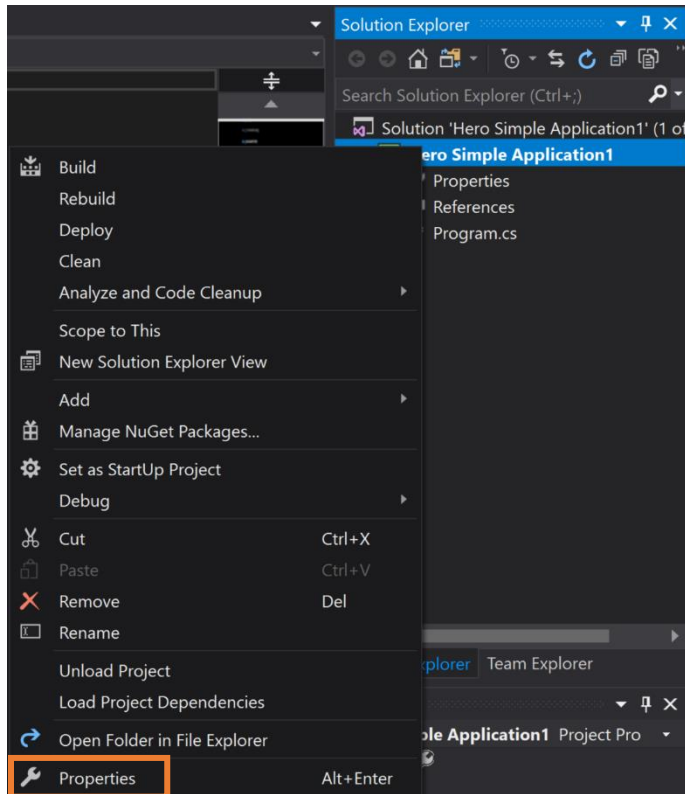 Solution Explorer
Search Solution Explorer (Ctrl+;)
Solution 'Hero Simple Application1' (1 of
ero Simple Application1
Properties
References
Program.cs
Build
Rebuild
Deploy
Clean
Analyze and Code Cleanup
Scope to This
New Solution Explorer View
Add
Manage NuGet Packages...
Set as StartUp Project
Debug
Cut Ctrl+X
Paste Ctrl+V
Remove Del
Rename
Unload Project
Load Project Dependencies
Open Folder in File Explorer
Properties Alt+Enter
xplorer Team Explorer
ple Application1 Project Pro